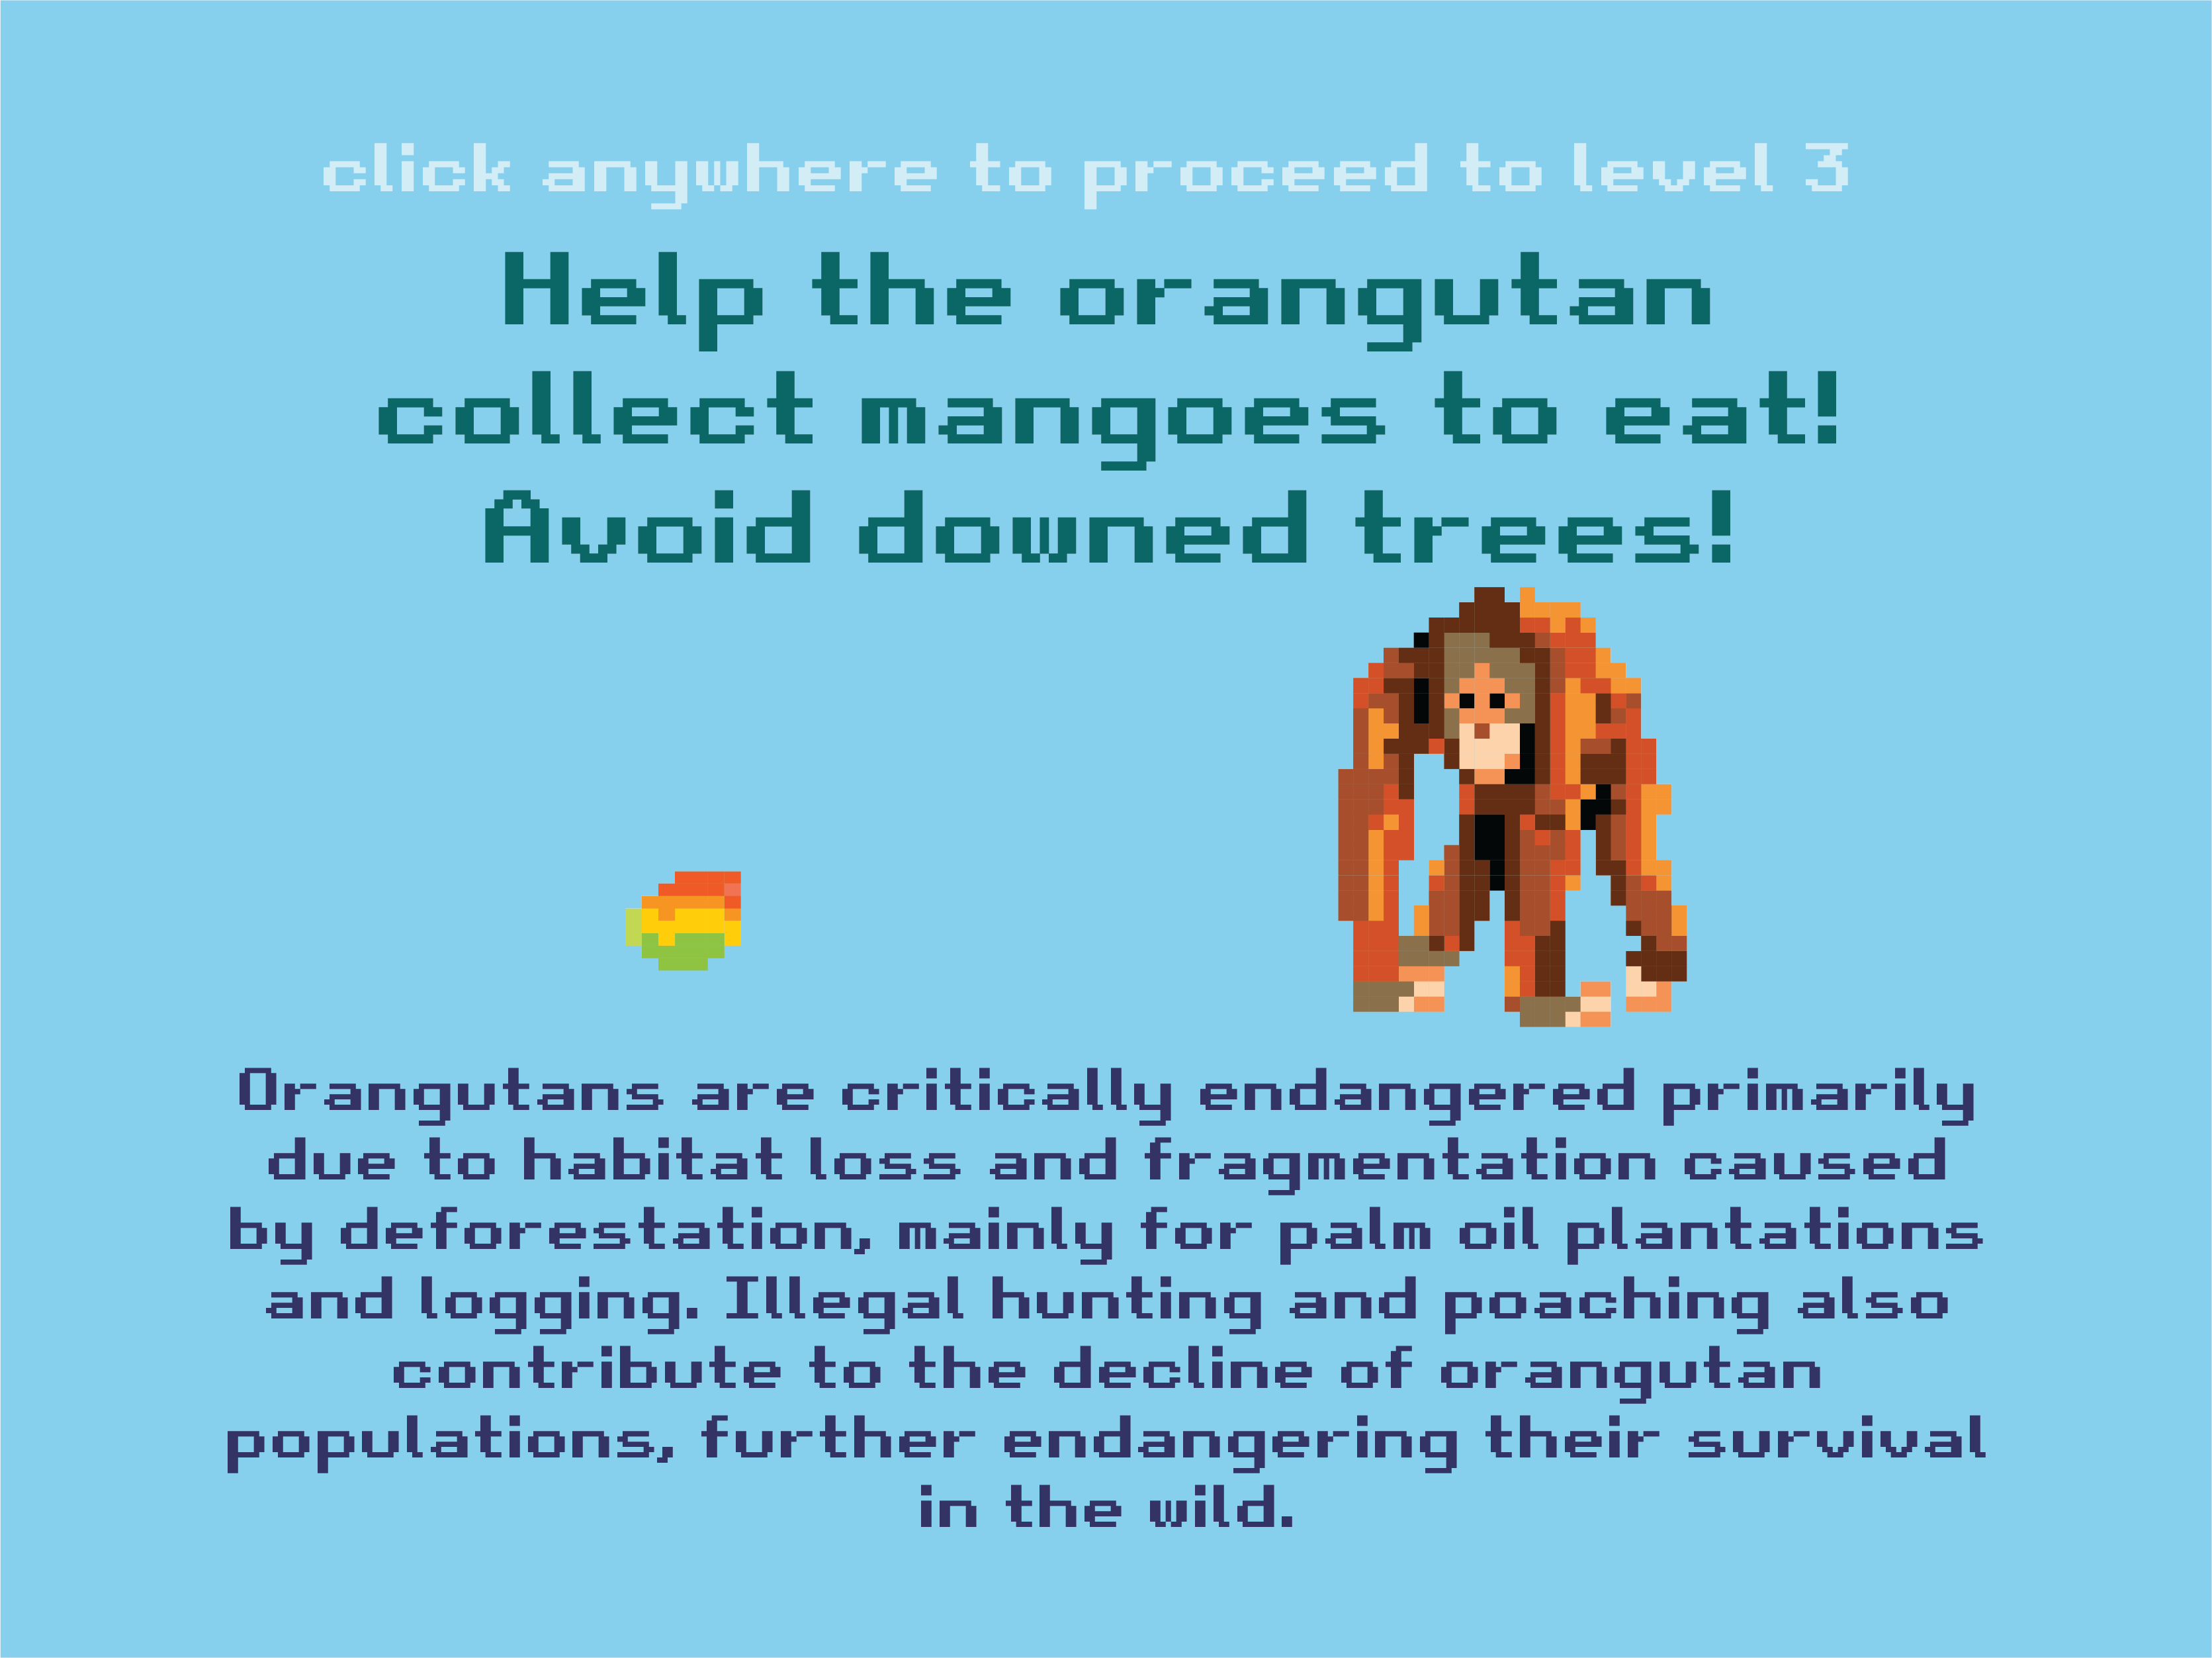 click anywhere to proceed to level 3
Help the orangutan
collect mangoes to eat!
Avoid downed trees!
Orangutans are critically endangered primarily
due to habitat loss and fragmentation caused
by deforestation, mainly for palm oil plantations
and logging. Illegal hunting and poaching also
contribute to the decline of orangutan
populations, further endangering their survival
in the wild.